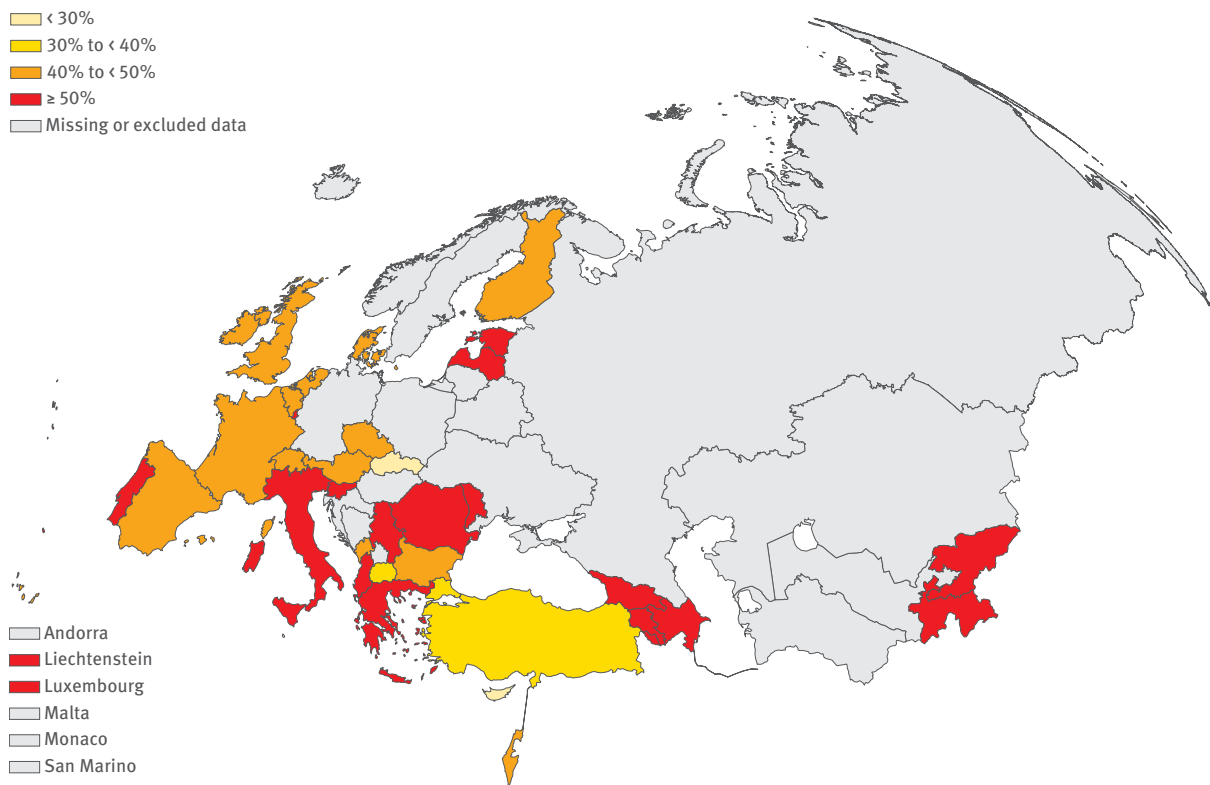 < 30%
30% to < 40%
40% to < 50%
≥ 50%
Missing or excluded data
Andorra
Liechtenstein
Luxembourg
Malta
Monaco
San Marino